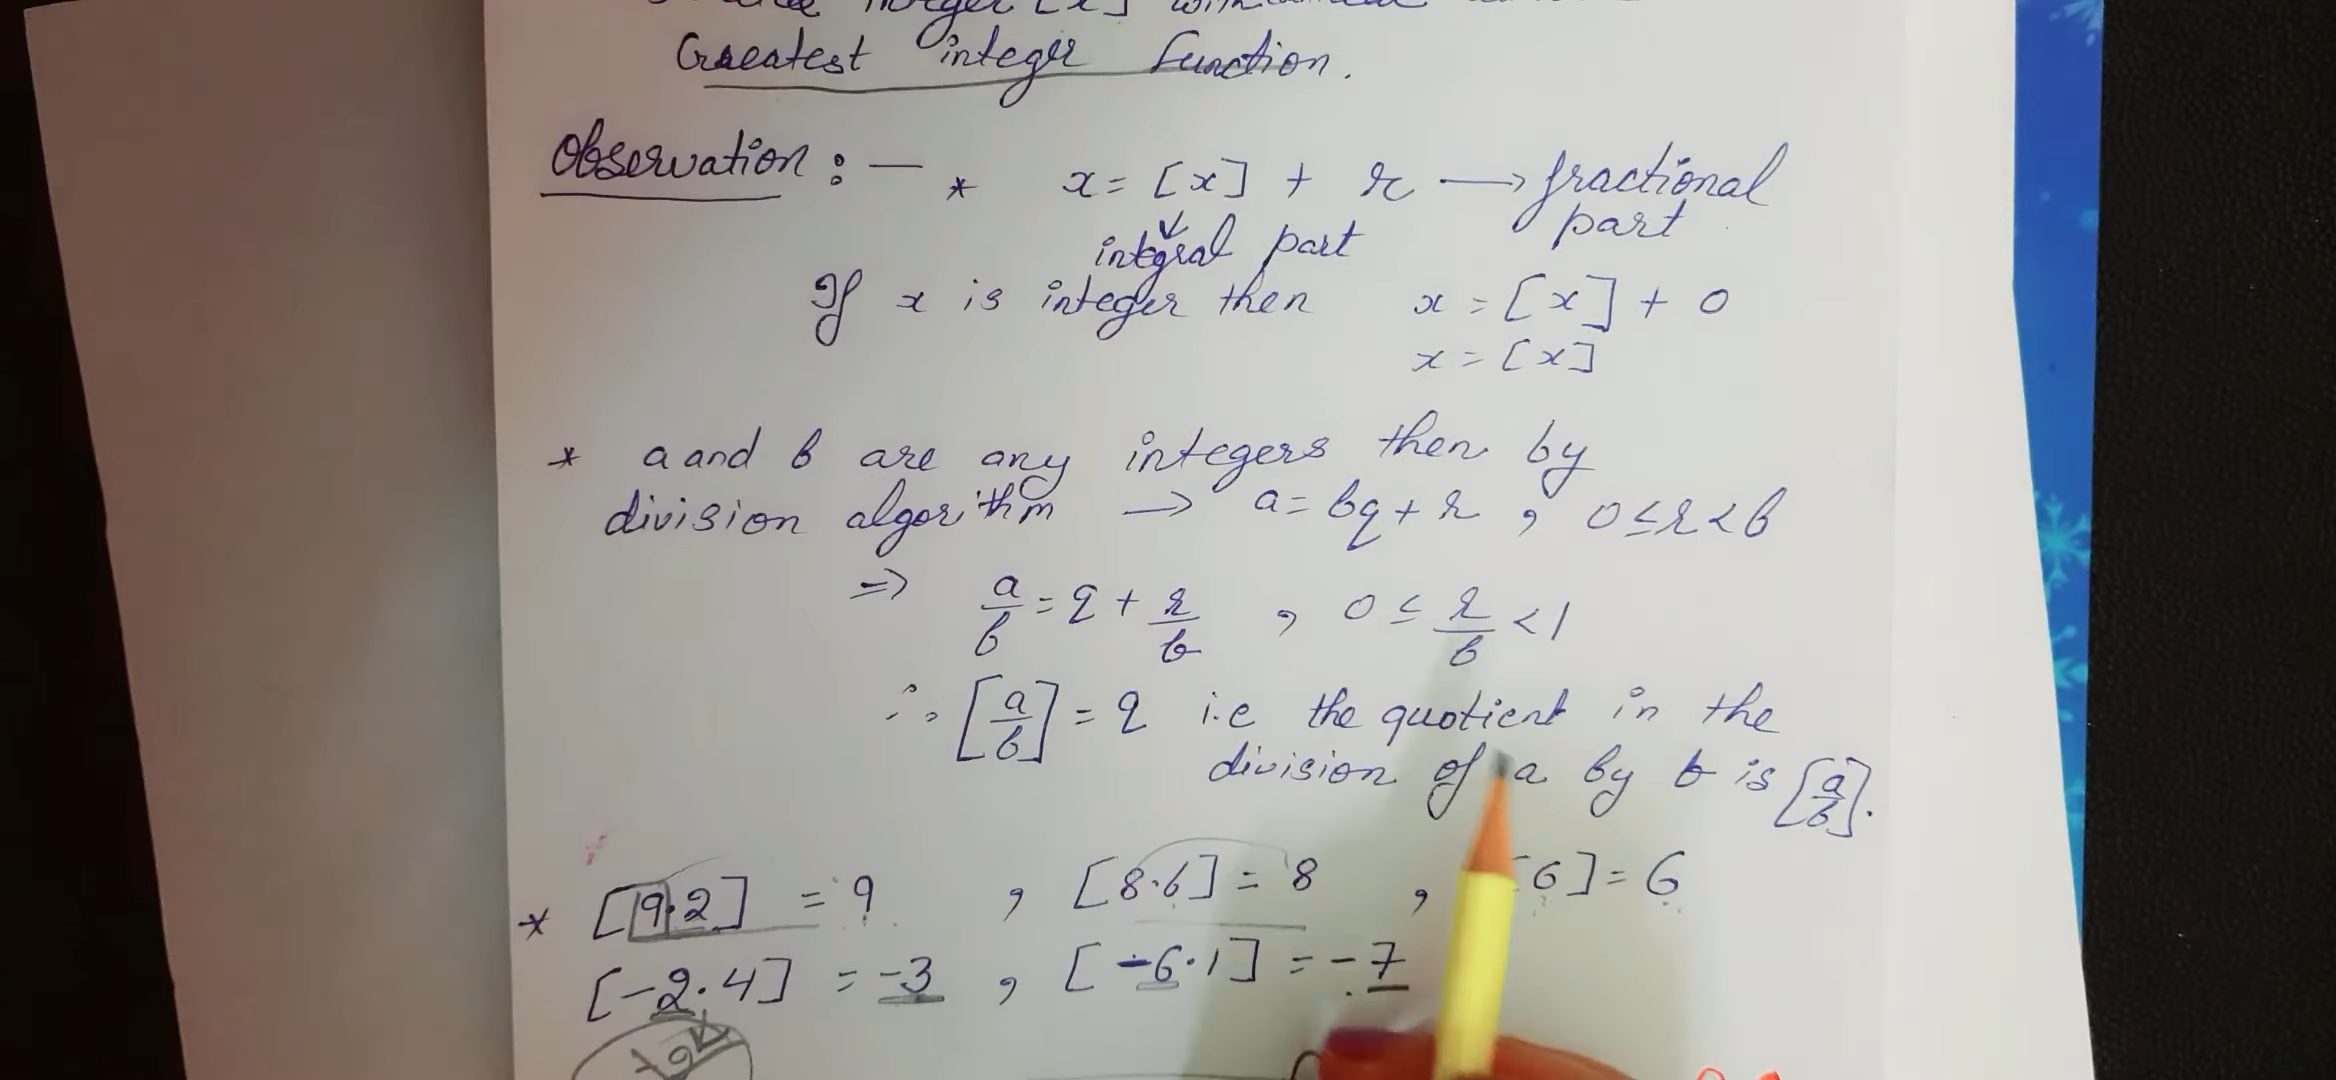 integer [x]
Greatest integer function.
Observation : — * x = [x] + r → fractional
part
integral part
If x is integer then x = [x] + 0
x = [x]
* a and b are any integers then by
division algorithm → a = bq + r , 0 ≤ r < b
⇒ a/b = q + r/b , 0 ≤ r/b < 1
∴ [a/b] = q i.e the quotient in the
division of a by b is [a/b].
* [9.2] = 9 , [8.6] = 8 , [6] = 6
[-2.4] = -3 , [-6.1] = -7